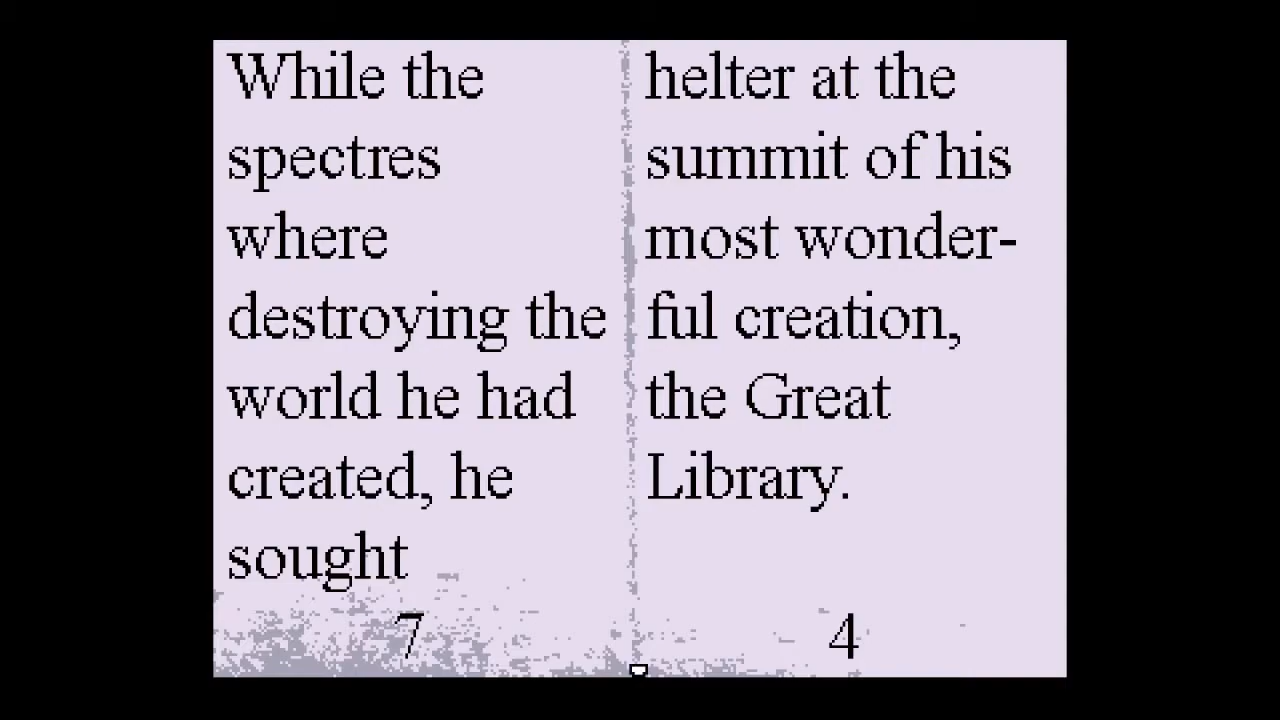 While the
spectres
where
destroying the
world he had
created, he
sought
7
helter at the
summit of his
most wonder-
ful creation,
the Great
Library.
4